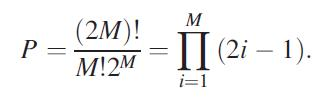 P = (2M)! / M!2^M = ∏_{i=1}^{M} (2i − 1).